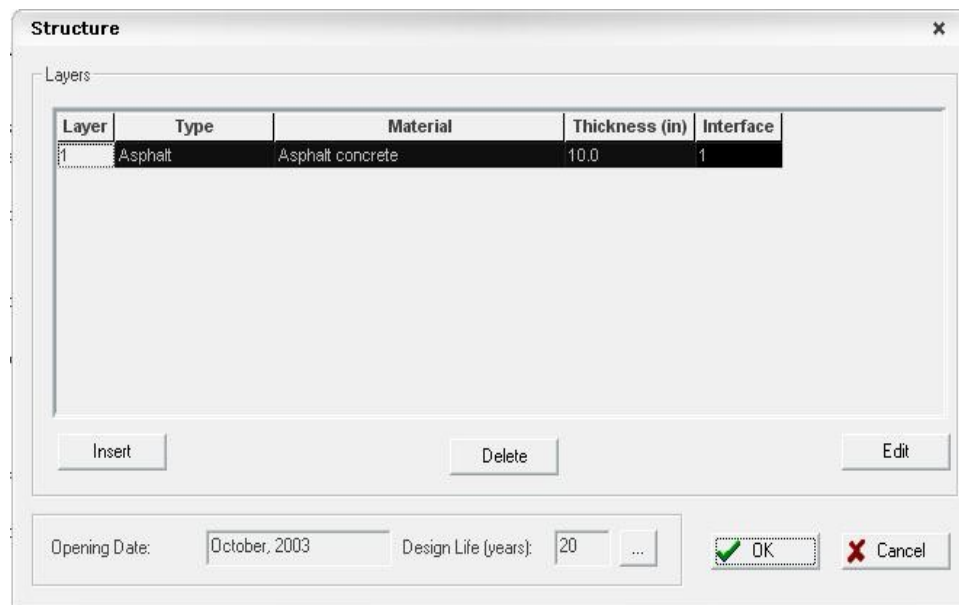 Structure
Layers
Layer Type Material Thickness (in) Interface
1 Asphalt Asphalt concrete 10.0 1
Insert Delete Edit
Opening Date: October, 2003 Design Life (years): 20 ... OK Cancel